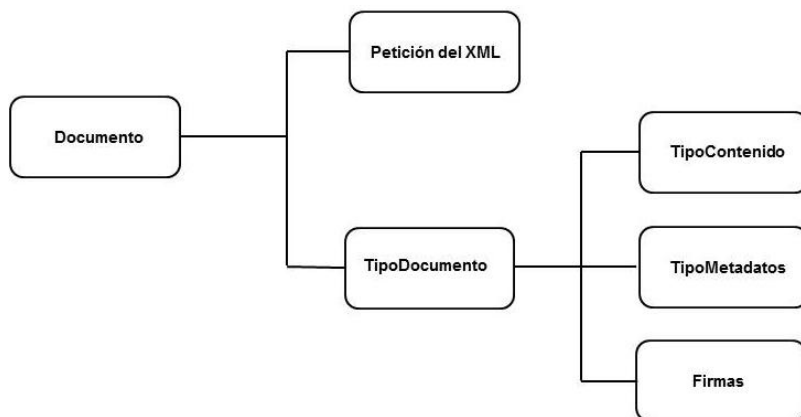 Petición del XML
Documento
TipoContenido
TipoDocumento
TipoMetadatos
Firmas